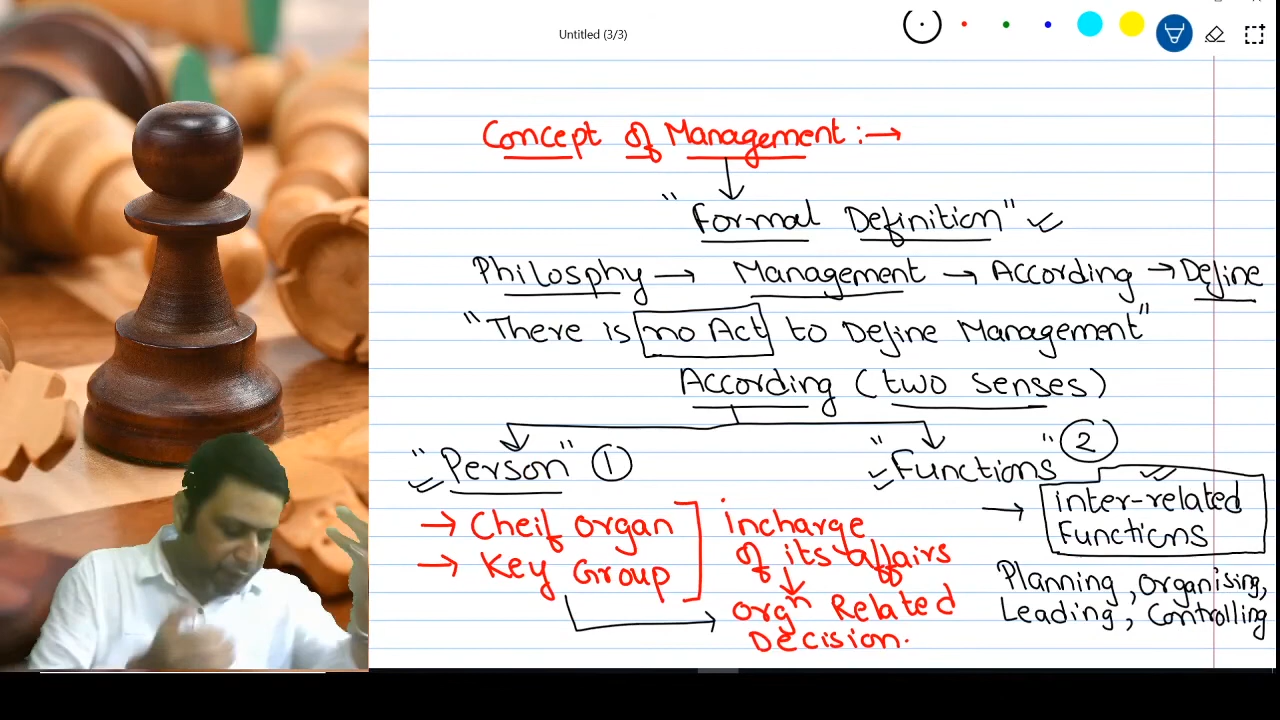 Untitled (3/3)
Concept of Management :→
"Formal Definition"
Philosphy → Management → According → Define
"There is no Act to Define Management"
According (two senses)
"Person" ①
→ Cheif organ
→ Key Group
incharge
of its affairs
orgⁿ Related
Decision.
"Functions" ②
→ inter-related
Functions
Planning, Organising,
Leading, Controlling